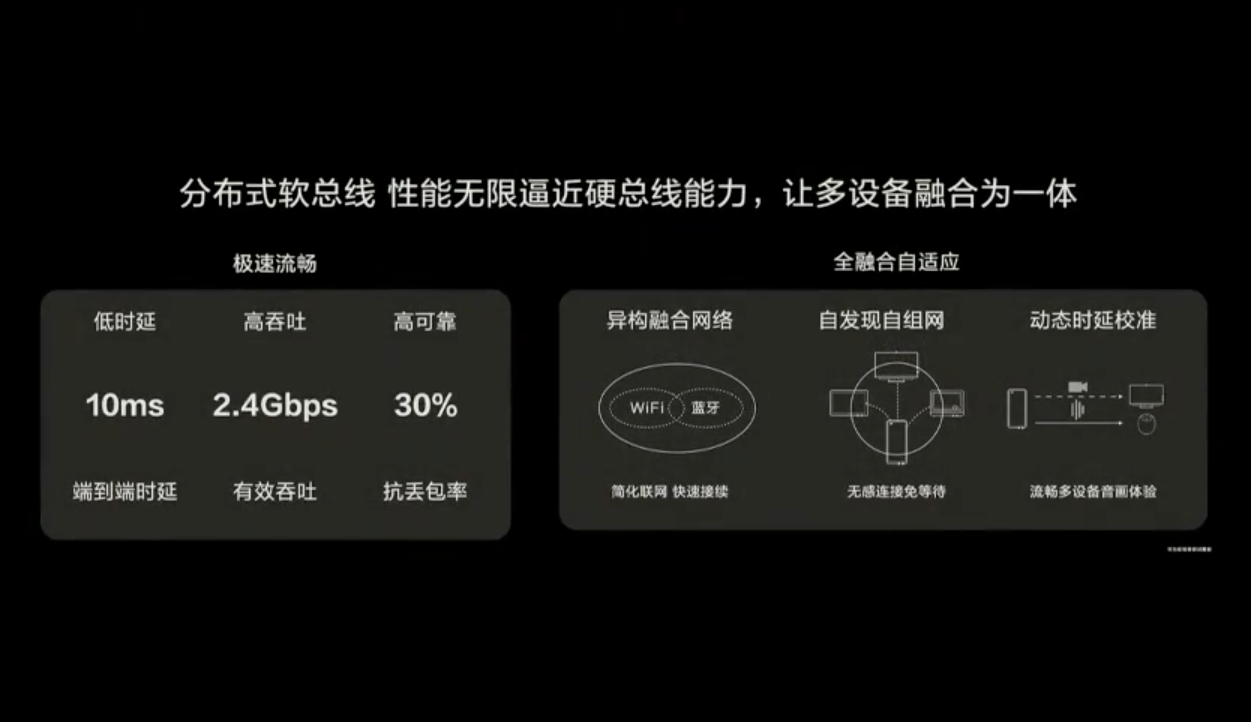 分布式软总线 性能无限逼近硬总线能力，让多设备融合为一体
极速流畅
低时延 高吞吐 高可靠
10ms 2.4Gbps 30%
端到端时延 有效吞吐 抗丢包率
全融合自适应
异构融合网络 自发现自组网 动态时延校准
WiFi 蓝牙
简化联网 快速接续 无感连接免等待 流畅多设备音画体验